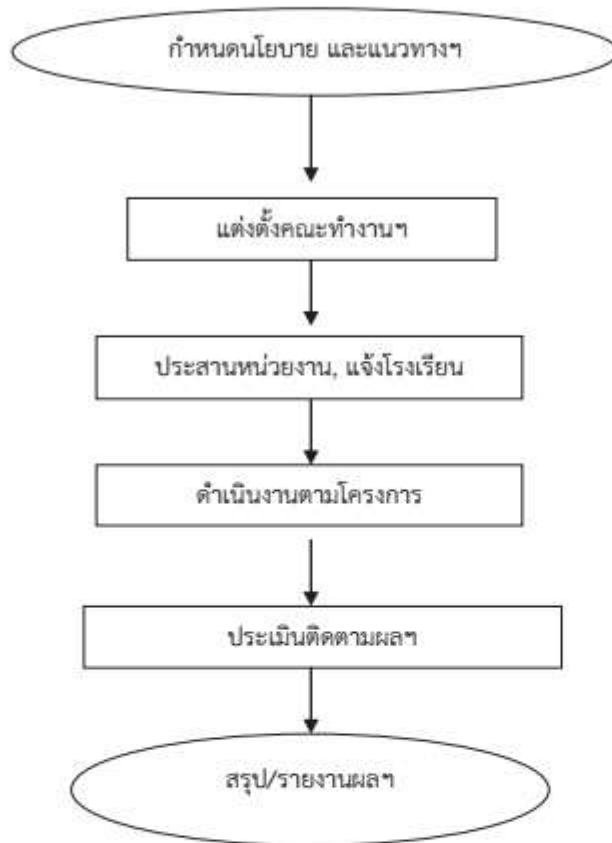 กำหนดนโยบาย และแนวทางฯ
แต่งตั้งคณะทำงานฯ
ประสานหน่วยงาน, แจ้งโรงเรียน
ดำเนินงานตามโครงการ
ประเมินติดตามผลฯ
สรุป/รายงานผลฯ